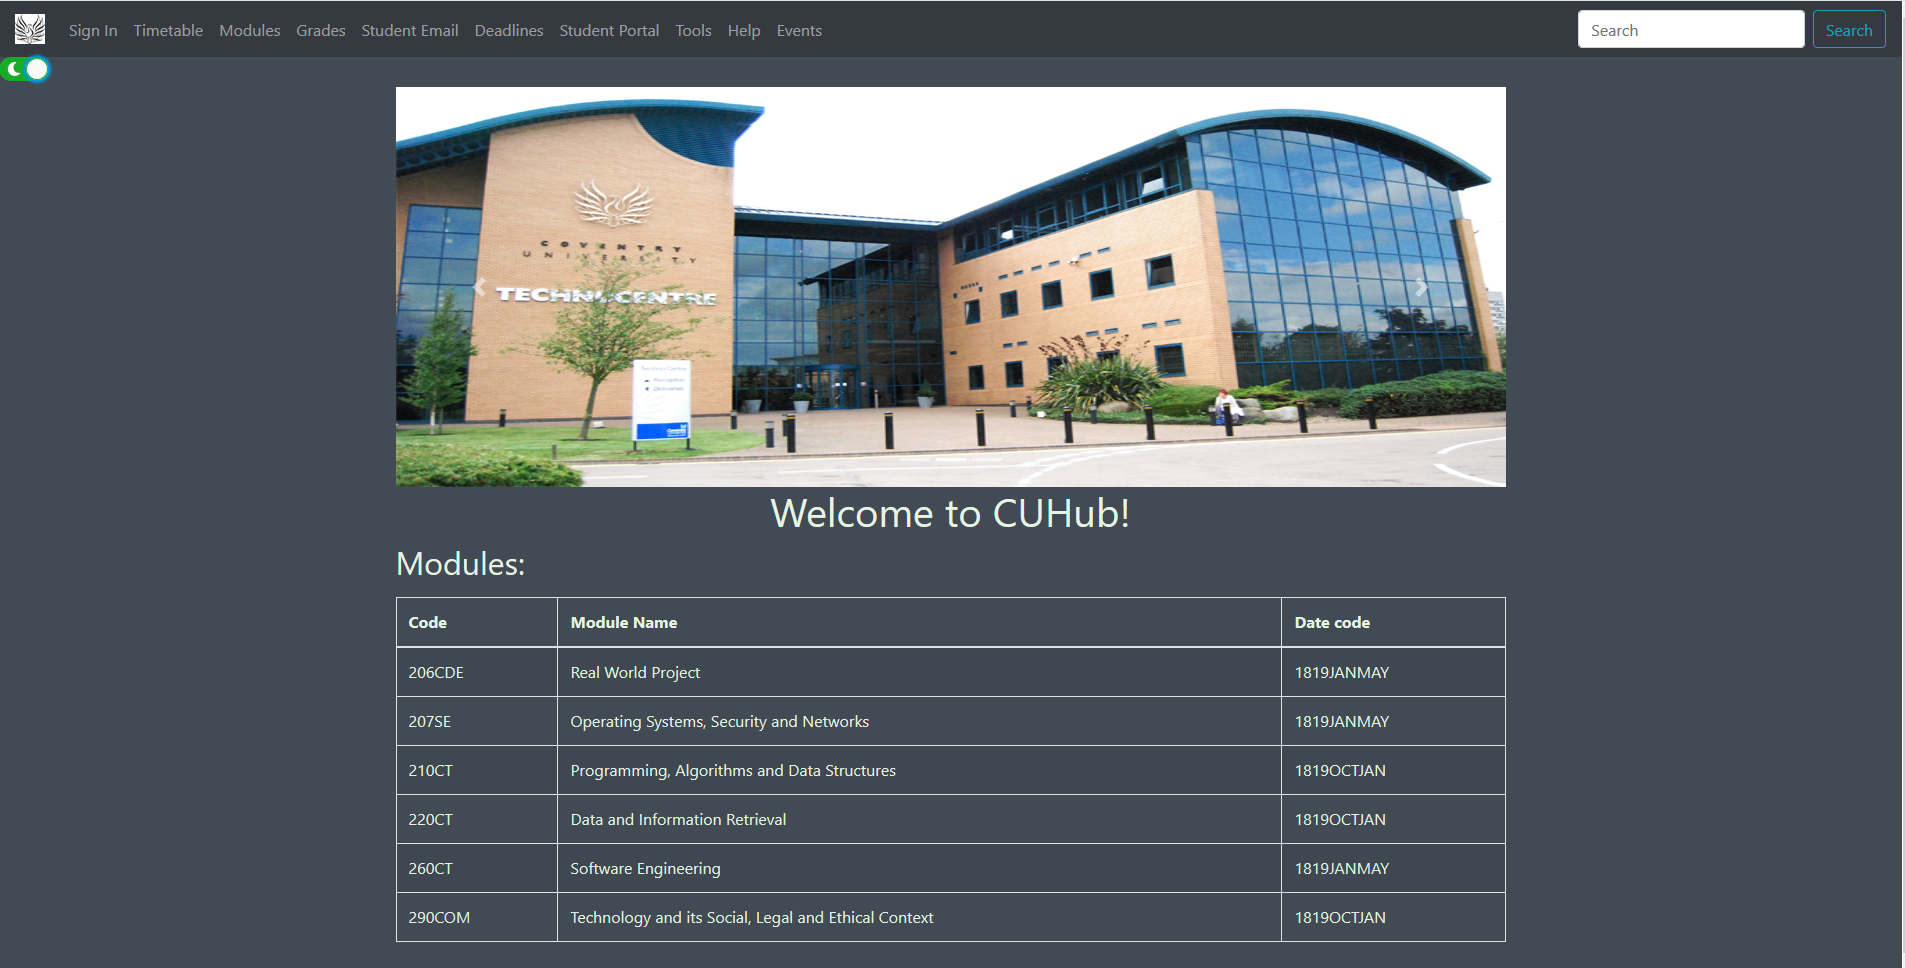 Sign In Timetable Modules Grades Student Email Deadlines Student Portal Tools Help Events Search Search
COVENTRY
UNIVERSITY
TECHNOCENTRE
Reception
Welcome to CUHub!
Modules:
Code Module Name Date code
206CDE Real World Project 1819JANMAY
207SE Operating Systems, Security and Networks 1819JANMAY
210CT Programming, Algorithms and Data Structures 1819OCTJAN
220CT Data and Information Retrieval 1819OCTJAN
260CT Software Engineering 1819JANMAY
290COM Technology and its Social, Legal and Ethical Context 1819OCTJAN